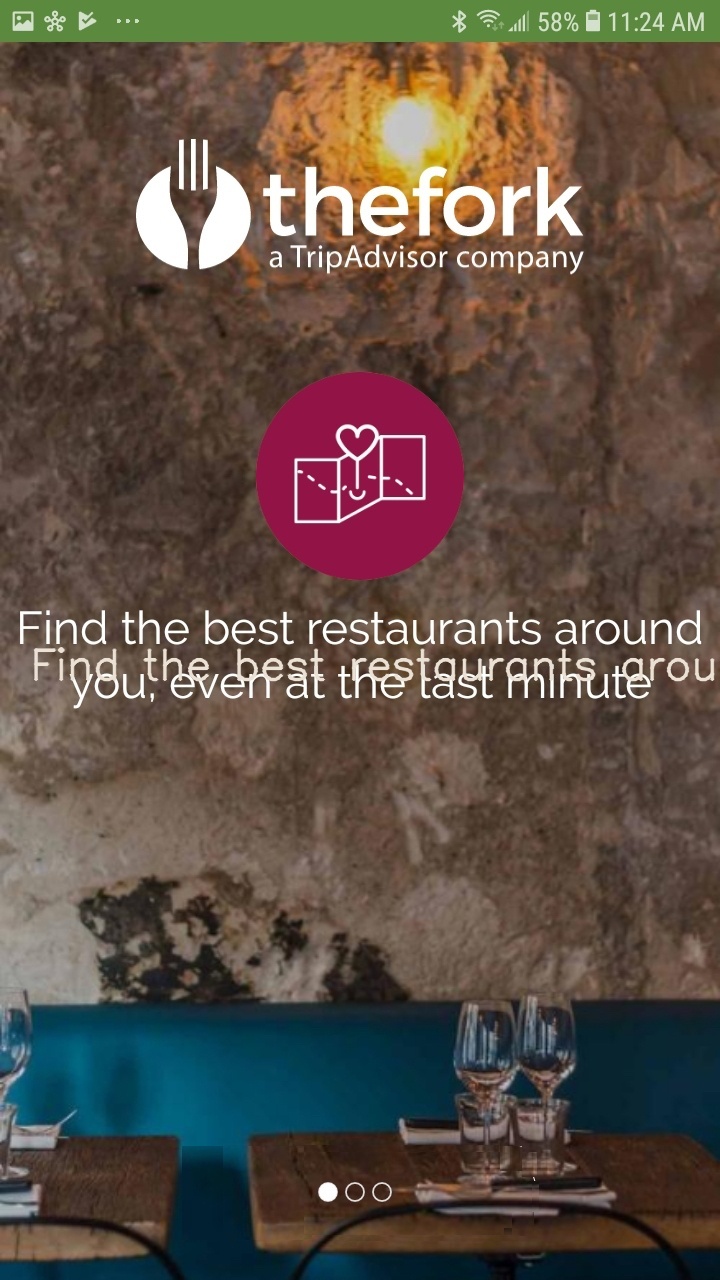 58% 11:24 AM
thefork
a TripAdvisor company
Find the best restaurants around
Find the best restaurants arou
you, even at the last minute